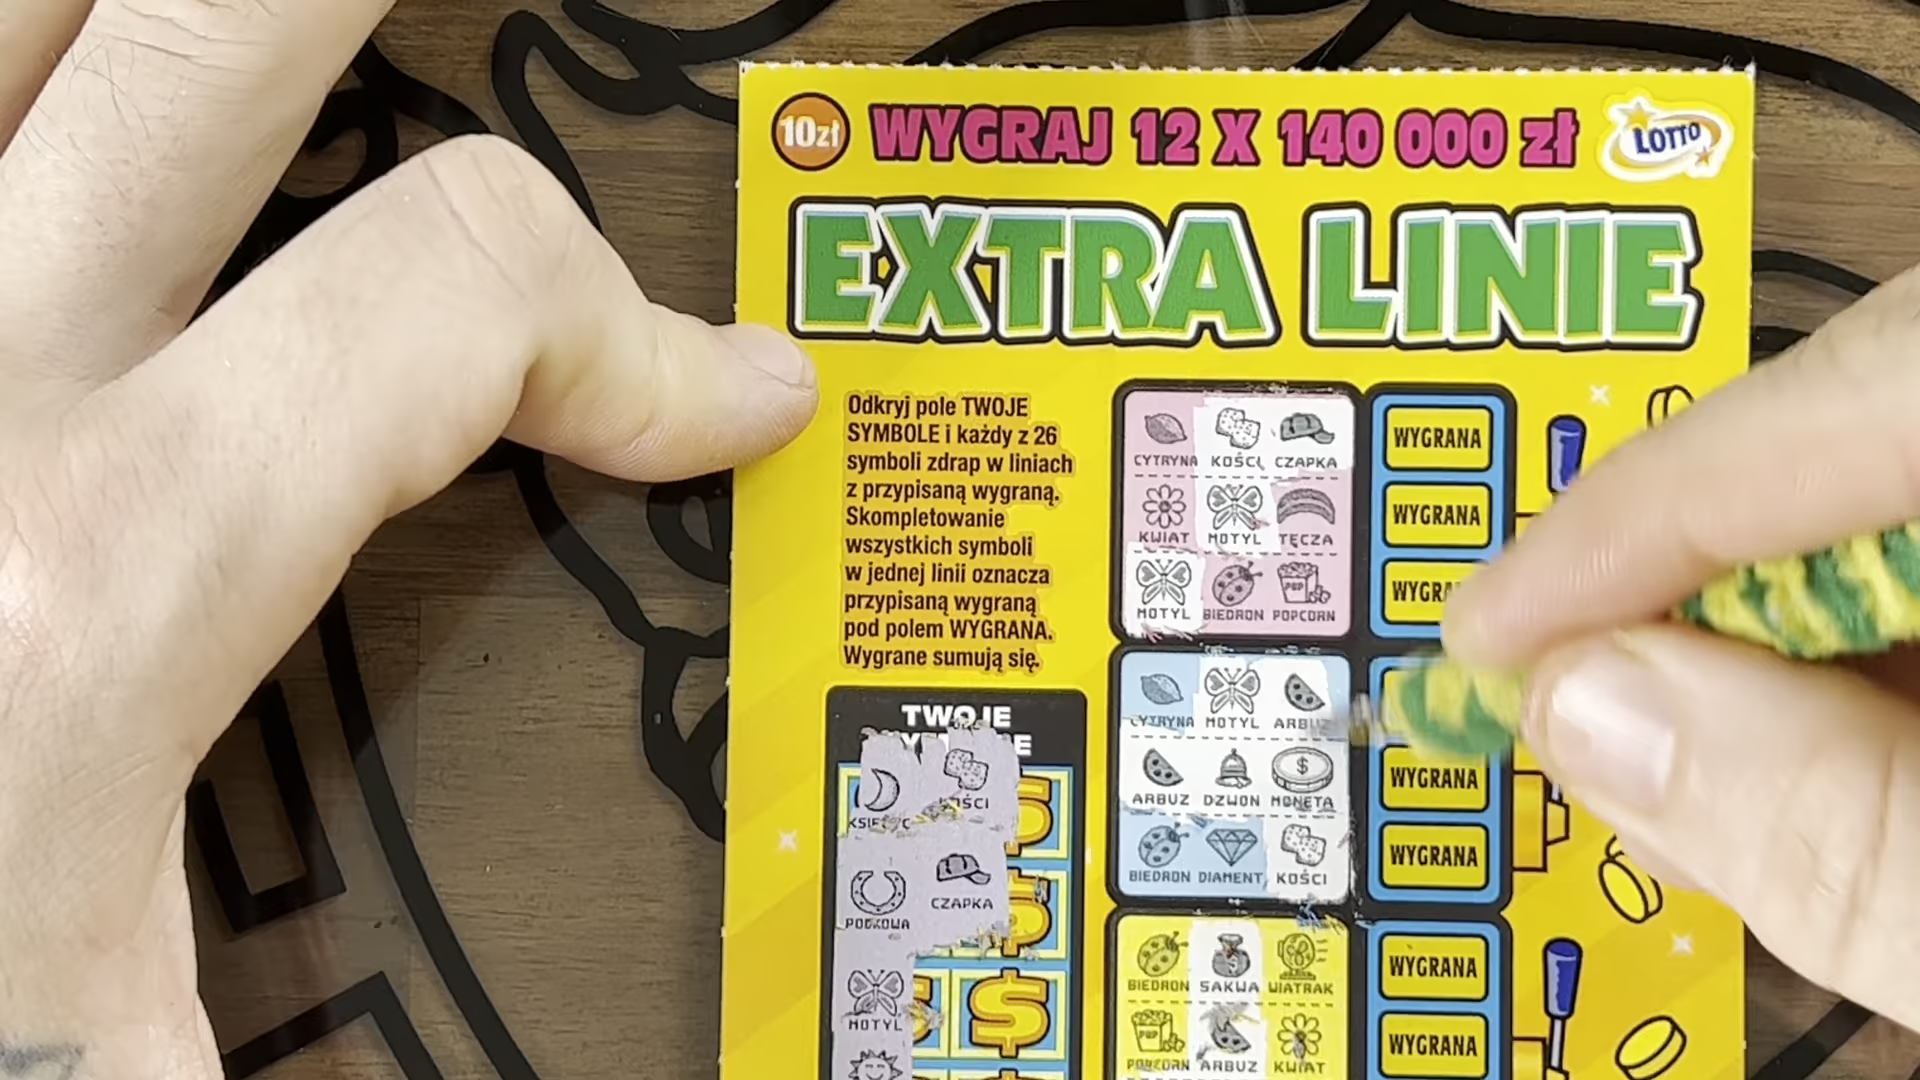 10zł WYGRAJ 12 X 140 000 zł LOTTO
EXTRA LINIE
Odkryj pole TWOJE
SYMBOLE i każdy z 26
symboli zdrap w liniach
z przypisaną wygraną.
Skompletowanie
wszystkich symboli
w jednej linii oznacza
przypisaną wygraną
pod polem WYGRANA.
Wygrane sumują się.
CYTRYNA KOŚCI CZAPKA
WYGRANA
KWIAT MOTYL TĘCZA
WYGRANA
MOTYL BIEDRON POPCORN
CYTRYNA MOTYL
ARBUZ DZWON MONETA
WYGRANA
BIEDRON DIAMENT KOŚCI
WYGRANA
BIEDRON SAKWA WIATRAK
WYGRANA
POPCORN ARBUZ KWIAT
WYGRANA
TWOJE
KOŚCI
PODKOWA CZAPKA
MOTYL